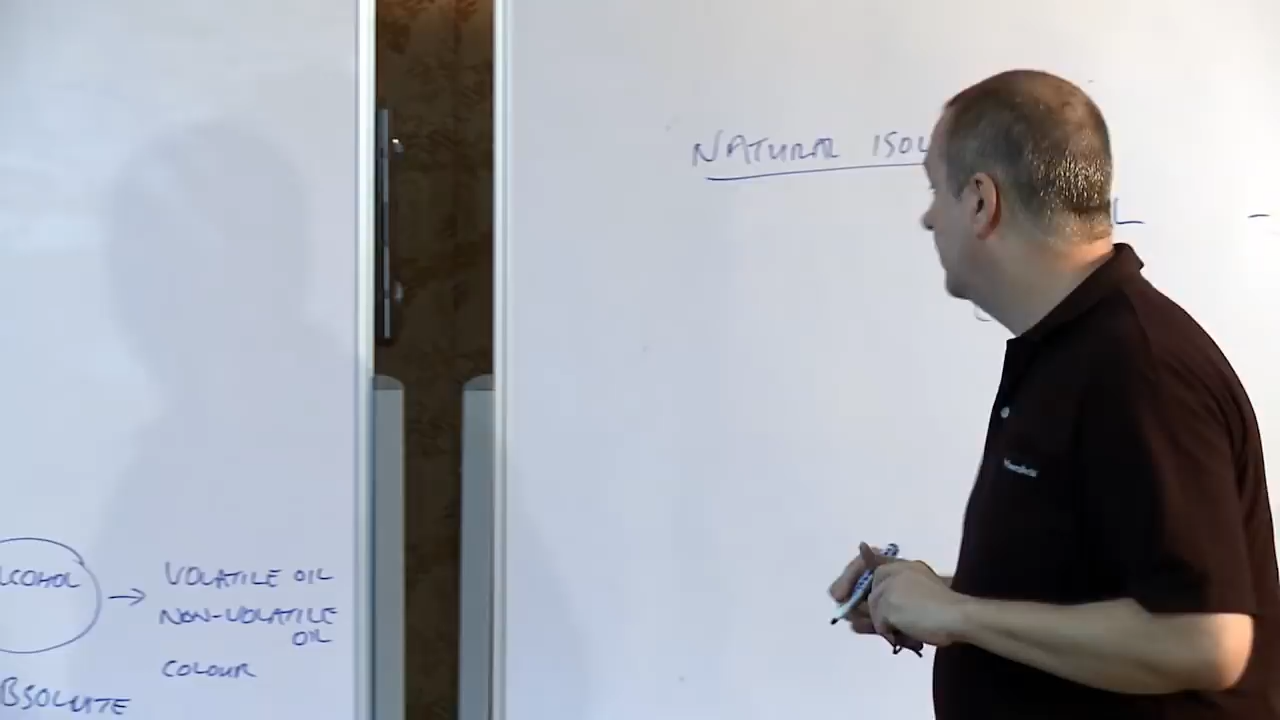 NATURAL ISOL
L -
LCOHOL → VOLATILE OIL
NON-VOLATILE
OIL
COLOUR
BSOLUTE